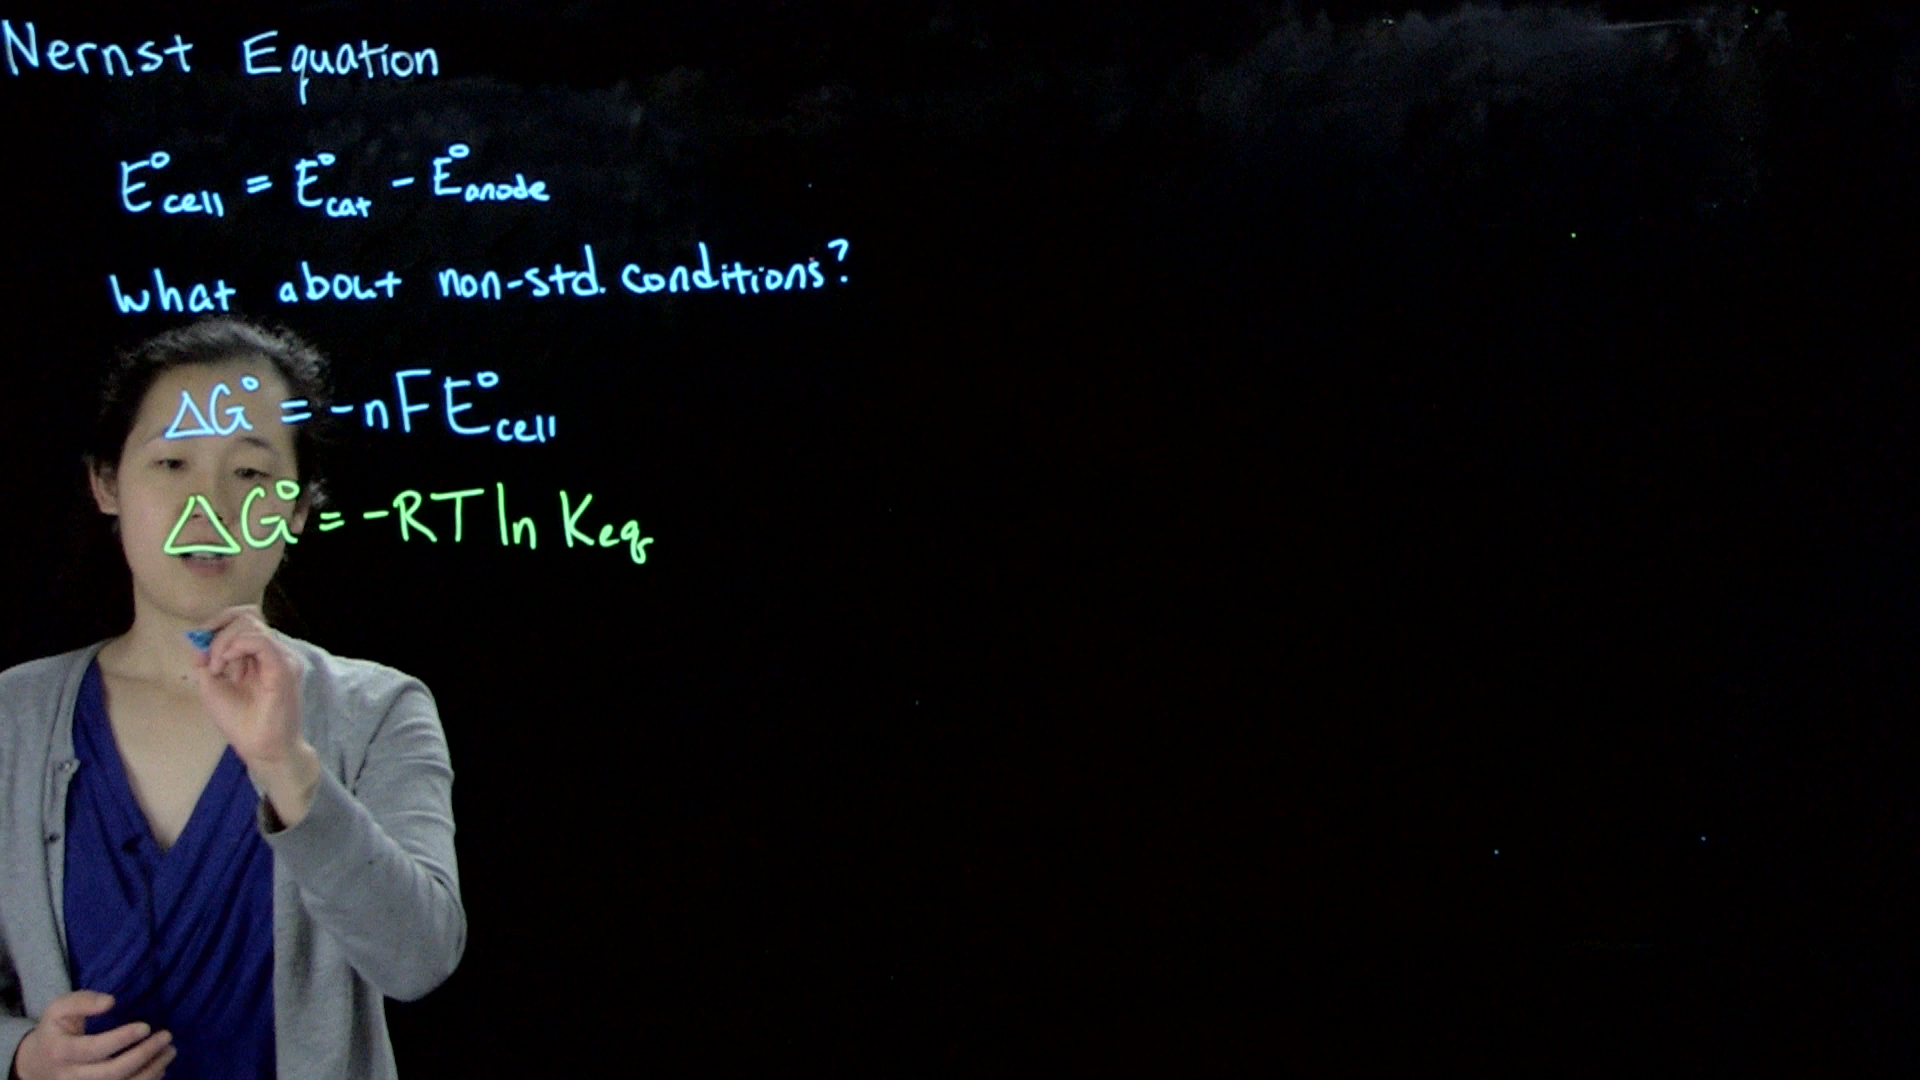 Nernst Equation
E°cell = E°cat - E°anode
What about non-std. conditions?
ΔG° = -nFE°cell
ΔG° = -RT ln Keq